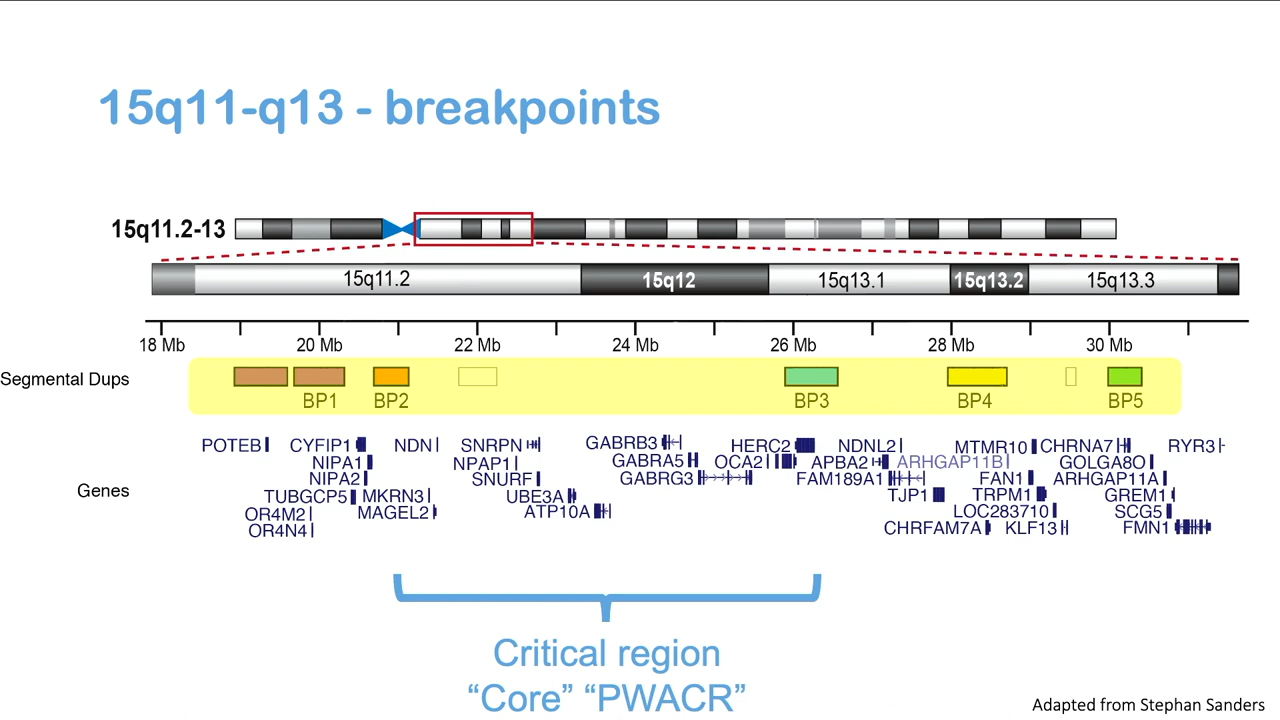 15q11-q13 - breakpoints
15q11.2-13
15q11.2 15q12 15q13.1 15q13.2 15q13.3
18 Mb 20 Mb 22 Mb 24 Mb 26 Mb 28 Mb 30 Mb
Segmental Dups
BP1 BP2 BP3 BP4 BP5
Genes
POTEB CYFIP1 NDN SNRPN GABRB3 HERC2 NDNL2 MTMR10 CHRNA7 RYR3
NIPA1 NPAP1 GABRA5 OCA2 APBA2 ARHGAP11B GOLGA8O
NIPA2 SNURF GABRG3 FAM189A1 FAN1 ARHGAP11A
TUBGCP5 MKRN3 UBE3A TJP1 TRPM1 GREM1
OR4M2 MAGEL2 ATP10A LOC283710 SCG5
OR4N4 CHRFAM7A KLF13 FMN1
Critical region
“Core” “PWACR”
Adapted from Stephan Sanders